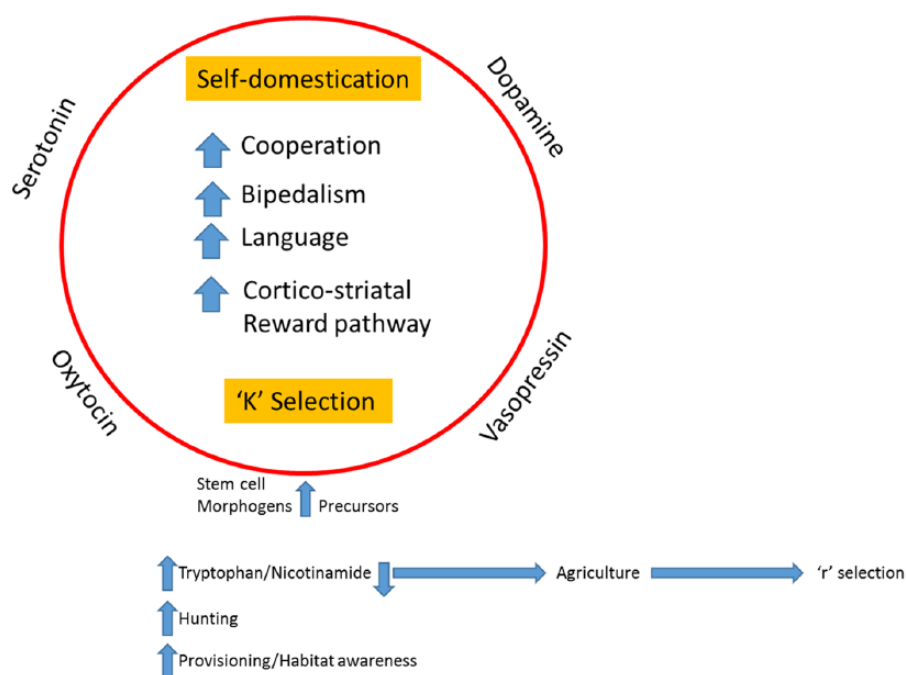 Self-domestication
Serotonin
Dopamine
Cooperation
Bipedalism
Language
Cortico-striatal
Reward pathway
Oxytocin
Vasopressin
‘K’ Selection
Stem cell
Morphogens Precursors
Tryptophan/Nicotinamide Agriculture ‘r’ selection
Hunting
Provisioning/Habitat awareness